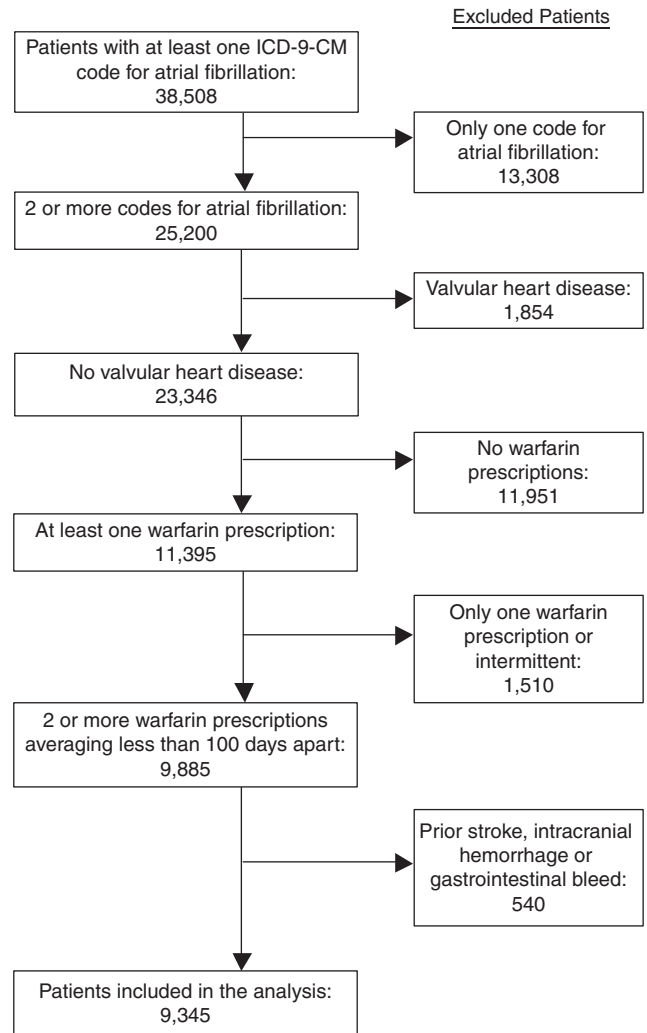 Excluded Patients
Patients with at least one ICD-9-CM
code for atrial fibrillation:
38,508
Only one code for
atrial fibrillation:
13,308
2 or more codes for atrial fibrillation:
25,200
Valvular heart disease:
1,854
No valvular heart disease:
23,346
No warfarin
prescriptions:
11,951
At least one warfarin prescription:
11,395
Only one warfarin
prescription or
intermittent:
1,510
2 or more warfarin prescriptions
averaging less than 100 days apart:
9,885
Prior stroke, intracranial
hemorrhage or
gastrointestinal bleed:
540
Patients included in the analysis:
9,345